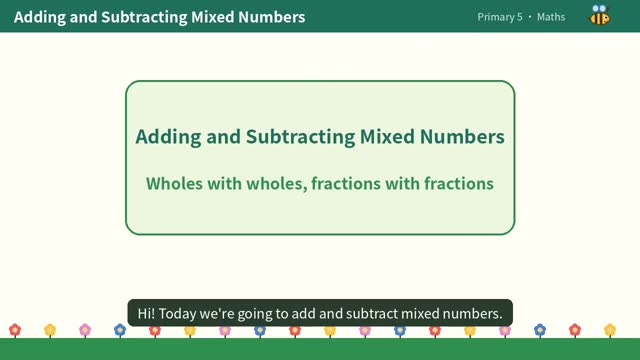 Adding and Subtracting Mixed Numbers
Primary 5 • Maths
Adding and Subtracting Mixed Numbers
Wholes with wholes, fractions with fractions
Hi! Today we're going to add and subtract mixed numbers.